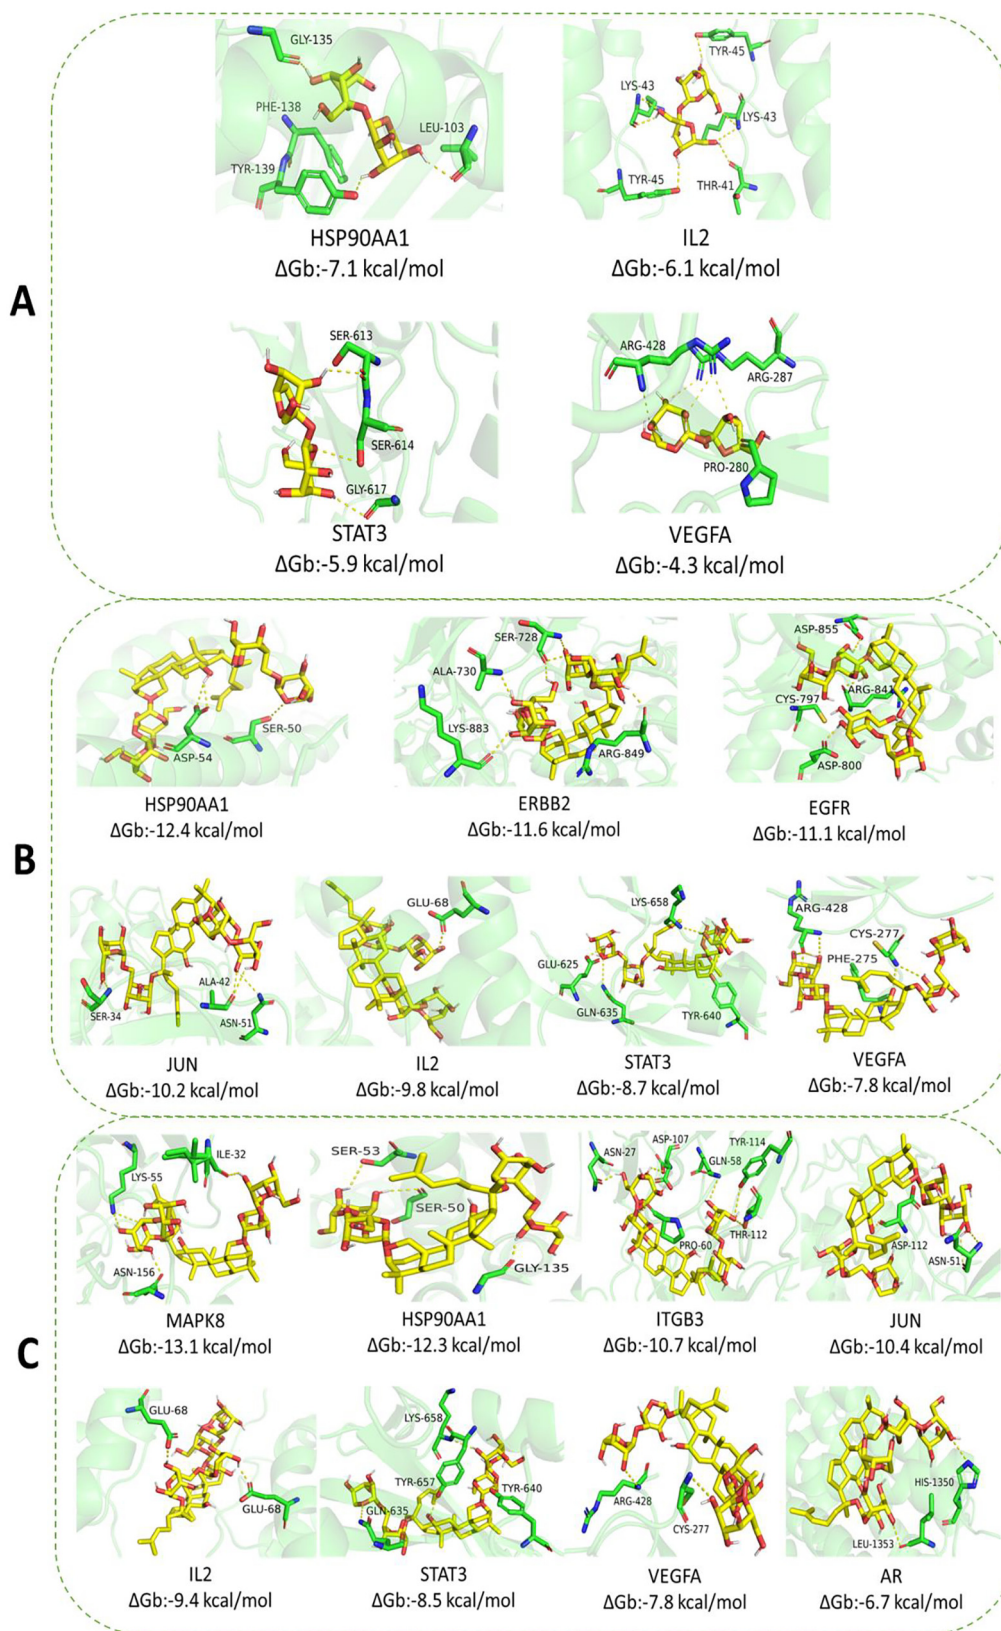 A
GLY-135
PHE-138
LEU-103
TYR-139
HSP90AA1
ΔGb:-7.1 kcal/mol
TYR-45
LYS-43
LYS-43
TYR-45
THR-41
IL2
ΔGb:-6.1 kcal/mol
SER-613
SER-614
GLY-617
STAT3
ΔGb:-5.9 kcal/mol
ARG-428
ARG-287
PRO-280
VEGFA
ΔGb:-4.3 kcal/mol
B
SER-50
ASP-54
HSP90AA1
ΔGb:-12.4 kcal/mol
SER-728
ALA-730
LYS-883
ARG-849
ERBB2
ΔGb:-11.6 kcal/mol
ASP-855
ARG-841
CYS-797
ASP-800
EGFR
ΔGb:-11.1 kcal/mol
ALA-42
SER-34
ASN-51
JUN
ΔGb:-10.2 kcal/mol
GLU-68
IL2
ΔGb:-9.8 kcal/mol
LYS-658
GLU-625
GLN-635
TYR-640
STAT3
ΔGb:-8.7 kcal/mol
ARG-428
CYS-277
PHE-275
VEGFA
ΔGb:-7.8 kcal/mol
C
ILE-32
LYS-55
ASN-156
MAPK8
ΔGb:-13.1 kcal/mol
SER-53
SER-50
GLY-135
HSP90AA1
ΔGb:-12.3 kcal/mol
ASN-27
ASP-107
TYR-114
GLN-58
THR-112
PRO-60
ITGB3
ΔGb:-10.7 kcal/mol
ASP-112
ASN-51
JUN
ΔGb:-10.4 kcal/mol
GLU-68
GLU-68
IL2
ΔGb:-9.4 kcal/mol
LYS-658
TYR-657
TYR-640
GLN-635
STAT3
ΔGb:-8.5 kcal/mol
ARG-428
CYS-277
VEGFA
ΔGb:-7.8 kcal/mol
HIS-1350
LEU-1353
AR
ΔGb:-6.7 kcal/mol